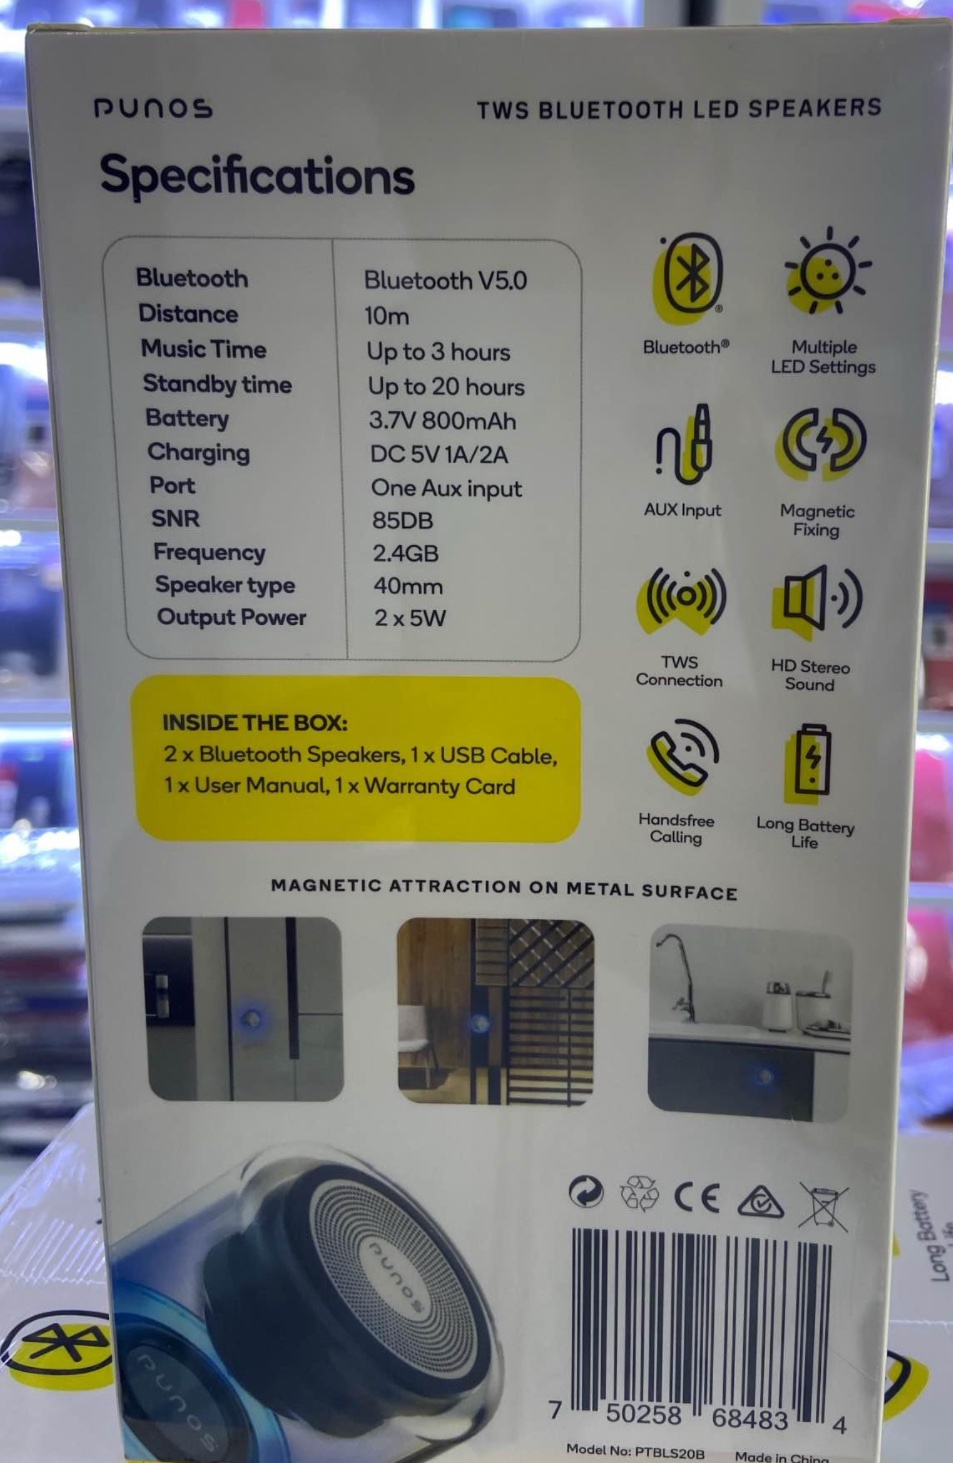 PUNOS
TWS BLUETOOTH LED SPEAKERS
Specifications
Bluetooth Bluetooth V5.0
Distance 10m
Music Time Up to 3 hours
Standby time Up to 20 hours
Battery 3.7V 800mAh
Charging DC 5V 1A/2A
Port One Aux input
SNR 85DB
Frequency 2.4GB
Speaker type 40mm
Output Power 2 x 5W
Bluetooth®
Multiple
LED Settings
AUX Input
Magnetic
Fixing
TWS
Connection
HD Stereo
Sound
Handsfree
Calling
Long Battery
Life
INSIDE THE BOX:
2 x Bluetooth Speakers, 1 x USB Cable,
1 x User Manual, 1 x Warranty Card
MAGNETIC ATTRACTION ON METAL SURFACE
PUNOS
PUNOS
CE
7 50258 68483 4
Model No: PTBLS20B Made in China
Long Battery
Life